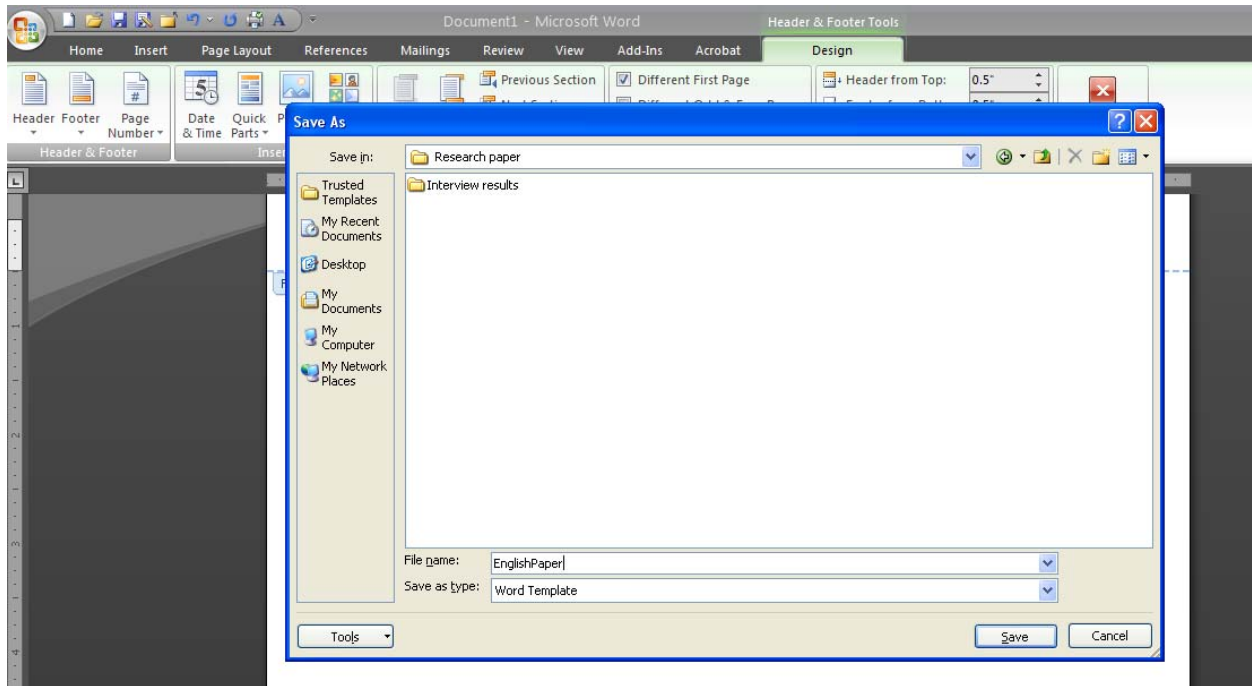 Document1 - Microsoft Word
Header & Footer Tools
Home Insert Page Layout References Mailings Review View Add-Ins Acrobat Design
Previous Section
Different First Page
Header from Top: 0.5"
Header Footer Page Number
Date & Time Quick Parts
Header & Footer
Save As
Save in: Research paper
Trusted Templates
Interview results
My Recent Documents
Desktop
My Documents
My Computer
My Network Places
File name: EnglishPaper
Save as type: Word Template
Tools Save Cancel